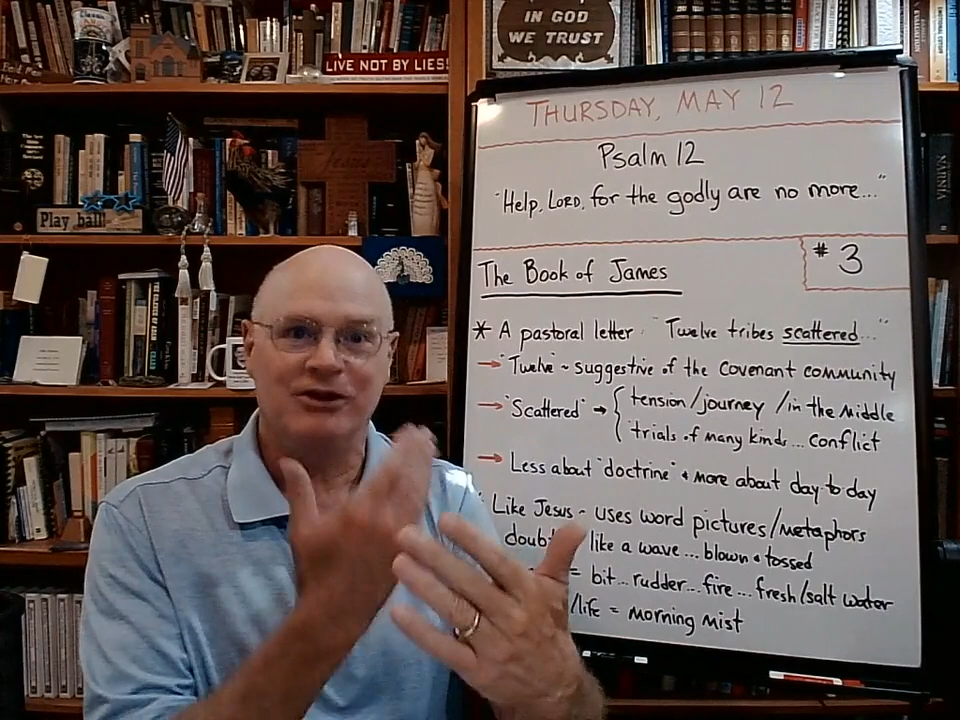 IN GOD
WE TRUST
LIVE NOT BY LIES!
Play ball!
NARNIA
THURSDAY, MAY 12
Psalm 12
"Help, LORD, for the godly are no more..."
The Book of James
#3
* A pastoral letter: "Twelve tribes scattered..."
→ "Twelve" ~ suggestive of the covenant community
→ "Scattered" → { tension/journey /in the middle
trials of many kinds... conflict
→ Less about "doctrine" + more about day to day
Like Jesus ~ uses word pictures/metaphors
doubt like a wave... blown + tossed
= bit... rudder... fire... fresh/salt water
/life = morning mist